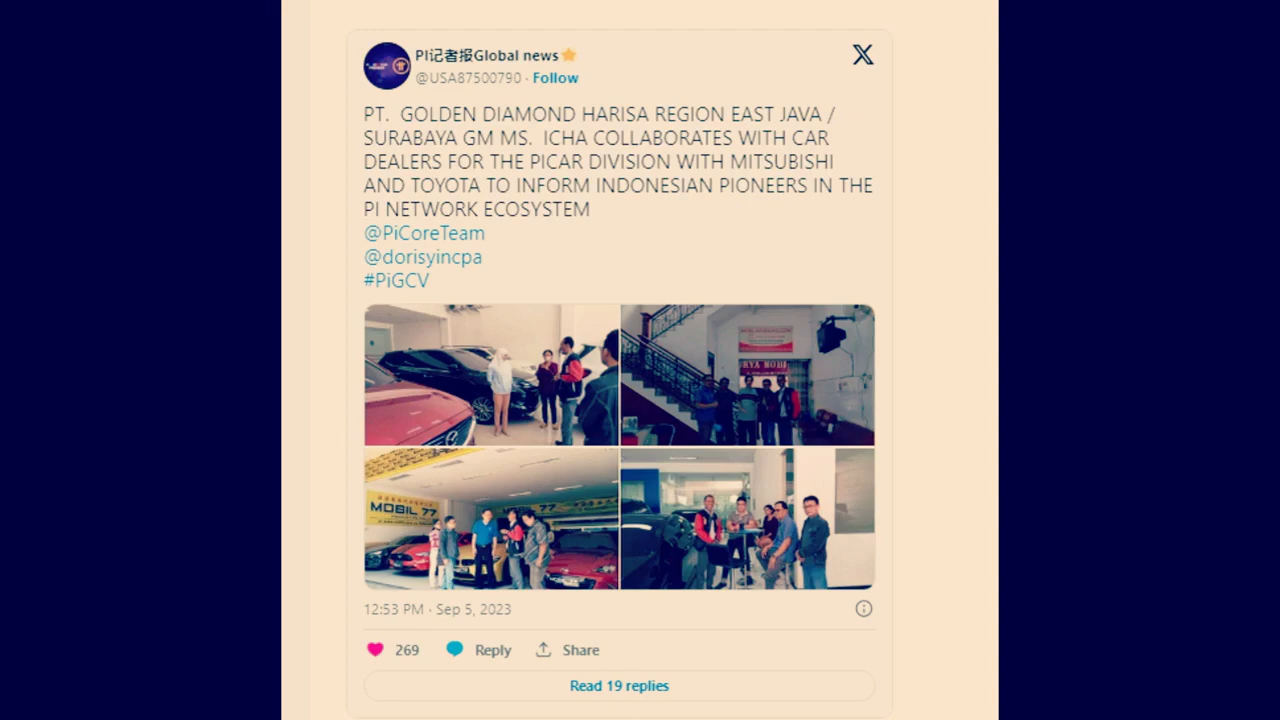 PI记者报Global news
@USA87500790 · Follow
PT. GOLDEN DIAMOND HARISA REGION EAST JAVA /
SURABAYA GM MS. ICHA COLLABORATES WITH CAR
DEALERS FOR THE PICAR DIVISION WITH MITSUBISHI
AND TOYOTA TO INFORM INDONESIAN PIONEERS IN THE
PI NETWORK ECOSYSTEM
@PiCoreTeam
@dorisyincpa
#PiGCV
RYA MOBI
MOBIL 77
77
12:53 PM · Sep 5, 2023
269 Reply Share
Read 19 replies